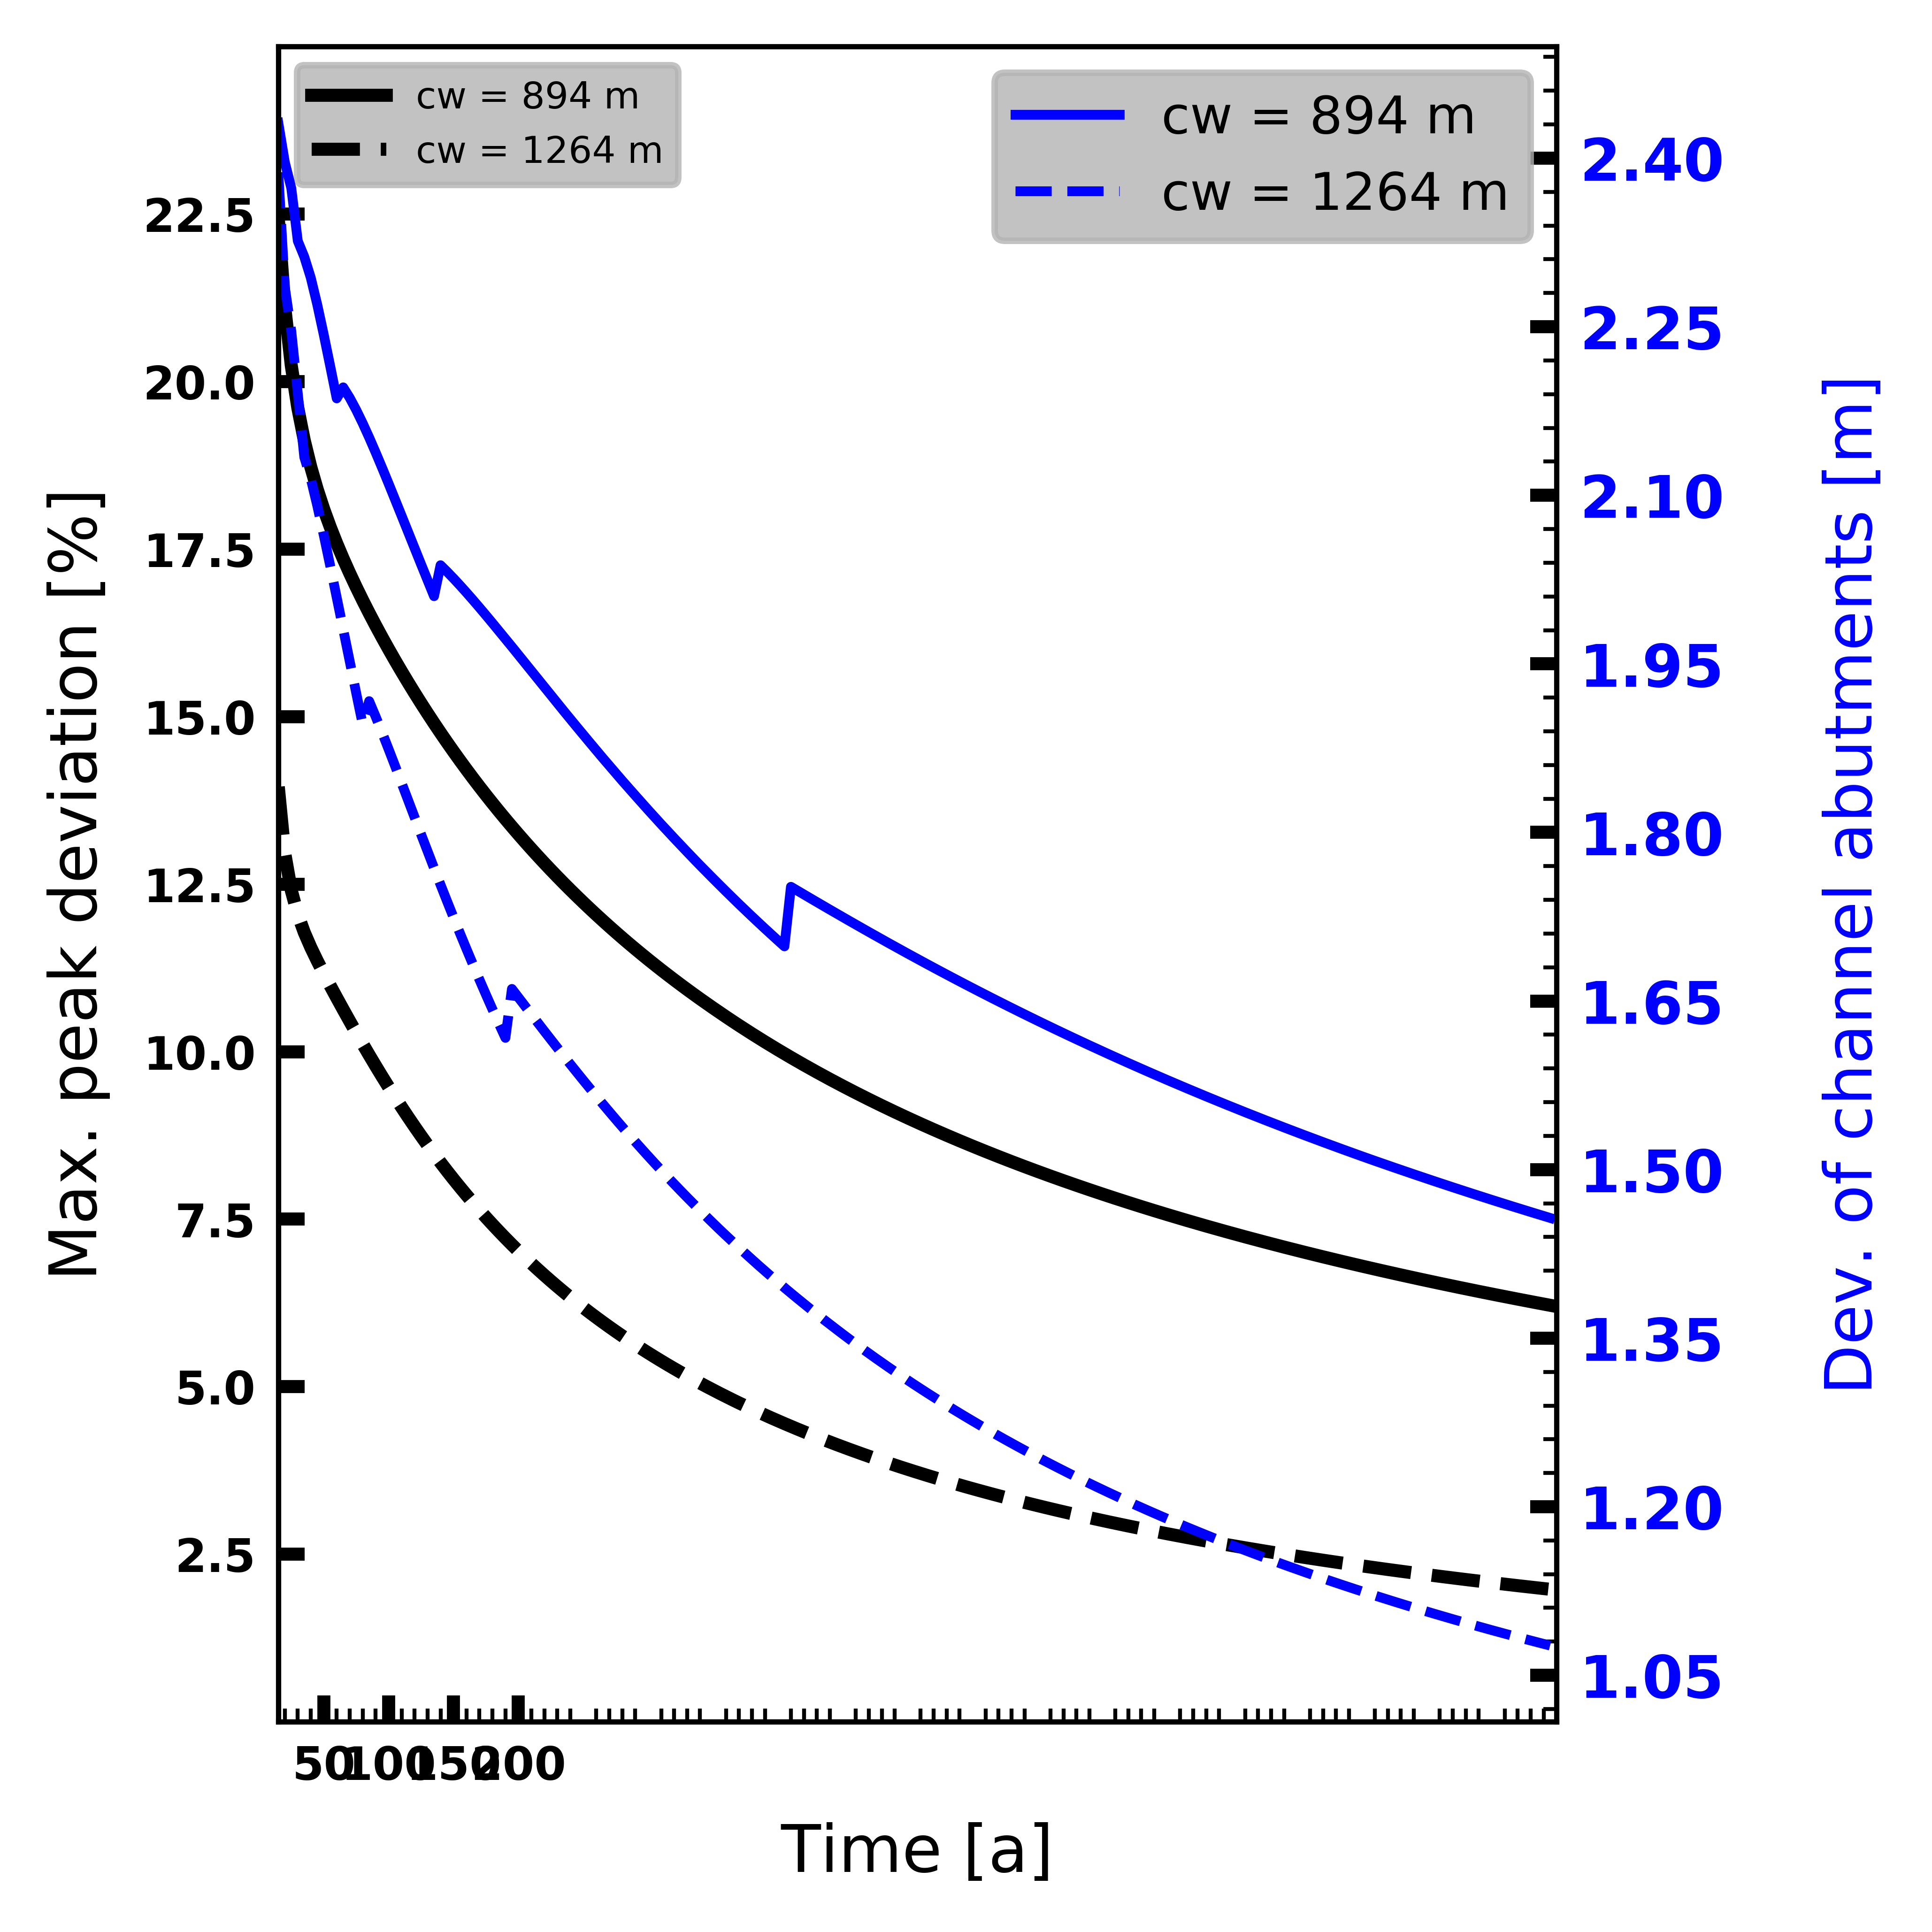 cw = 894 m
cw = 1264 m
cw = 894 m
cw = 1264 m
22.5
20.0
17.5
15.0
12.5
10.0
7.5
5.0
2.5
Max. peak deviation [%]
2.40
2.25
2.10
1.95
1.80
1.65
1.50
1.35
1.20
1.05
Dev. of channel abutments [m]
50 100 150 200
Time [a]